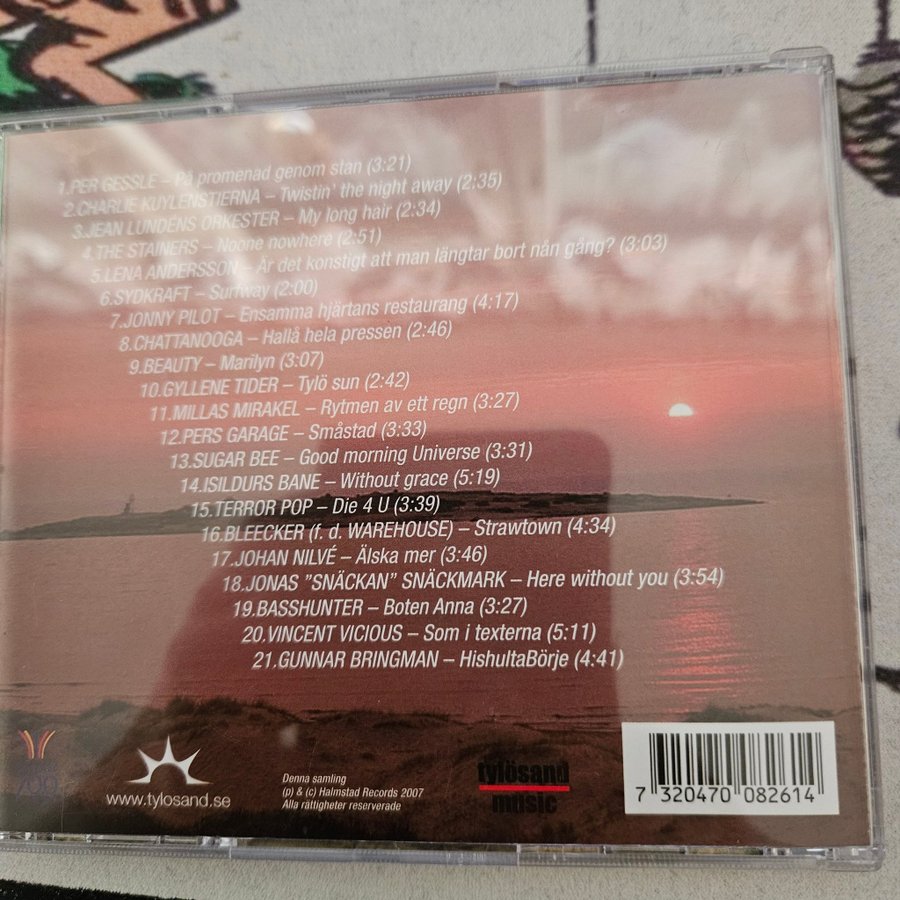 1.PER GESSLE – På promenad genom stan (3:21)
2.CHARLIE KUYLENSTIERNA – Twistin' the night away (2:35)
3.JEAN LUNDENS ORKESTER – My long hair (2:34)
4.THE STAINERS – Noone nowhere (2:51)
5.LENA ANDERSSON – Är det konstigt att man längtar bort nån gång? (3:03)
6.SYDKRAFT – Surfway (2:00)
7.JONNY PILOT – Ensamma hjärtans restaurang (4:17)
8.CHATTANOOGA – Hallå hela pressen (2:46)
9.BEAUTY – Marilyn (3:07)
10.GYLLENE TIDER – Tylö sun (2:42)
11.MILLAS MIRAKEL – Rytmen av ett regn (3:27)
12.PERS GARAGE – Småstad (3:33)
13.SUGAR BEE – Good morning Universe (3:31)
14.ISILDURS BANE – Without grace (5:19)
15.TERROR POP – Die 4 U (3:39)
16.BLEECKER (f. d. WAREHOUSE) – Strawtown (4:34)
17.JOHAN NILVÉ – Älska mer (3:46)
18.JONAS "SNÄCKAN" SNÄCKMARK – Here without you (3:54)
19.BASSHUNTER – Boten Anna (3:27)
20.VINCENT VICIOUS – Som i texterna (5:11)
21.GUNNAR BRINGMAN – HishultaBörje (4:41)
www.tylosand.se
Denna samling
(p) & (c) Halmstad Records 2007
Alla rättigheter reserverade
tylösand
music
7 320470 082614